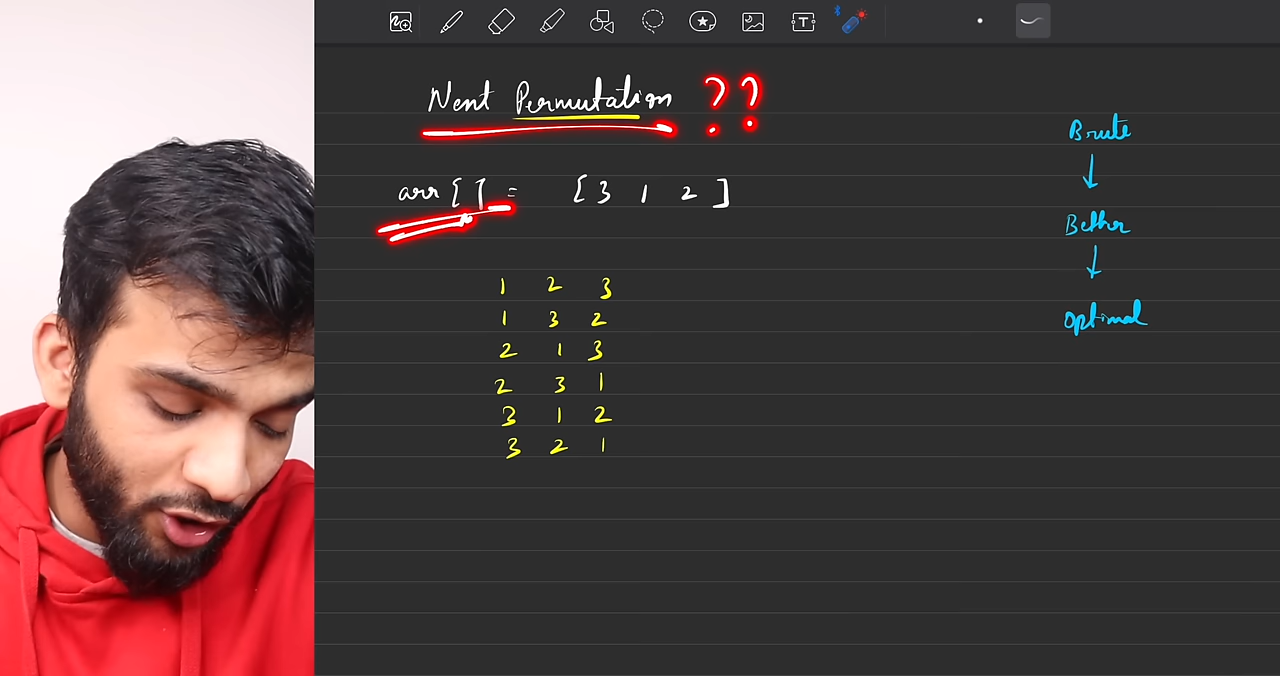 Next Permutation ??
arr[] = [3 1 2]
1 2 3
1 3 2
2 1 3
2 3 1
3 1 2
3 2 1
Brute
↓
Better
↓
Optimal